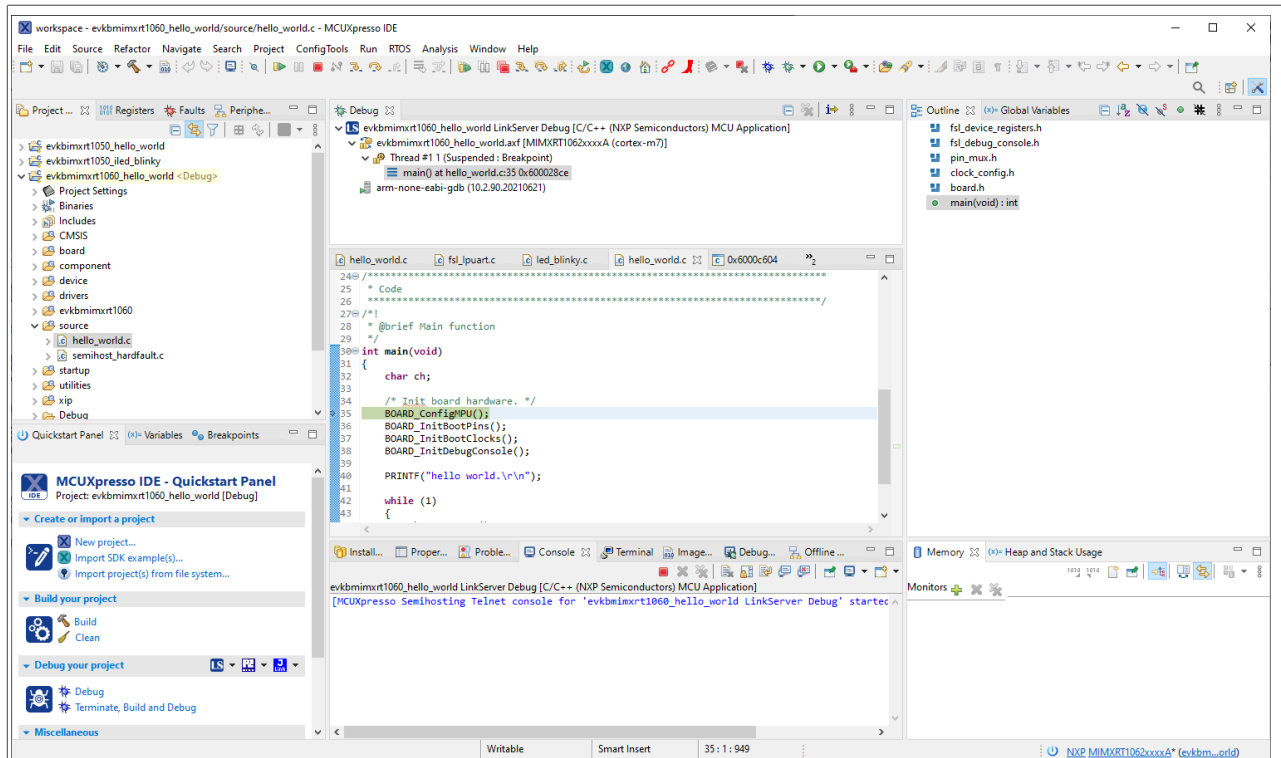 workspace - evkbmimxrt1060_hello_world/source/hello_world.c - MCUXpresso IDE
File Edit Source Refactor Navigate Search Project ConfigTools Run RTOS Analysis Window Help
Project ... Registers Faults Periphe...
evkbimxrt1050_hello_world
evkbimxrt1050_iled_blinky
evkbmimxrt1060_hello_world <Debug>
Project Settings
Binaries
Includes
CMSIS
board
component
device
drivers
evkbmimxrt1060
source
hello_world.c
semihost_hardfault.c
startup
utilities
xip
Debug
Debug
evkbmimxrt1060_hello_world LinkServer Debug [C/C++ (NXP Semiconductors) MCU Application]
evkbmimxrt1060_hello_world.axf [MIMXRT1062xxxxA (cortex-m7)]
Thread #1 1 (Suspended : Breakpoint)
main() at hello_world.c:35 0x600028ce
arm-none-eabi-gdb (10.2.90.20210621)
Outline (x)= Global Variables
fsl_device_registers.h
fsl_debug_console.h
pin_mux.h
clock_config.h
board.h
main(void) : int
hello_world.c fsl_lpuart.c led_blinky.c hello_world.c 0x6000c604 »2
24 /*******************************************************************************
25 * Code
26 ******************************************************************************/
27 /*!
28 * @brief Main function
29 */
30 int main(void)
31 {
32 char ch;
33
34 /* Init board hardware. */
35 BOARD_ConfigMPU();
36 BOARD_InitBootPins();
37 BOARD_InitBootClocks();
38 BOARD_InitDebugConsole();
39
40 PRINTF("hello world.\r\n");
41
42 while (1)
43 {
Quickstart Panel (x)= Variables Breakpoints
IDE
MCUXpresso IDE - Quickstart Panel
Project: evkbmimxrt1060_hello_world [Debug]
Create or import a project
New project...
Import SDK example(s)...
Import project(s) from file system...
Build your project
Build
Clean
Debug your project LS
Debug
Terminate, Build and Debug
Miscellaneous
Install... Proper... Proble... Console Terminal Image... Debug... Offline ...
evkbmimxrt1060_hello_world LinkServer Debug [C/C++ (NXP Semiconductors) MCU Application]
[MCUXpresso Semihosting Telnet console for 'evkbmimxrt1060_hello_world LinkServer Debug' started
Memory (x)= Heap and Stack Usage
Monitors
Writable Smart Insert 35 : 1 : 949
NXP MIMXRT1062xxxxA* (evkbm...orld)